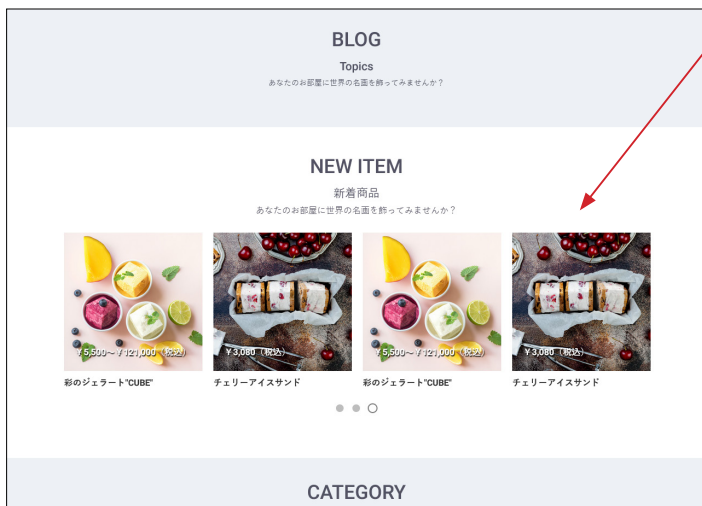 BLOG
Topics
あなたのお部屋に世界の名画を飾ってみませんか？
NEW ITEM
新着商品
あなたのお部屋に世界の名画を飾ってみませんか？
￥5,500～￥121,000（税込）
￥3,080（税込）
￥5,500～￥121,000（税込）
￥3,080（税込）
彩のジェラート"CUBE"
チェリーアイスサンド
彩のジェラート"CUBE"
チェリーアイスサンド
CATEGORY